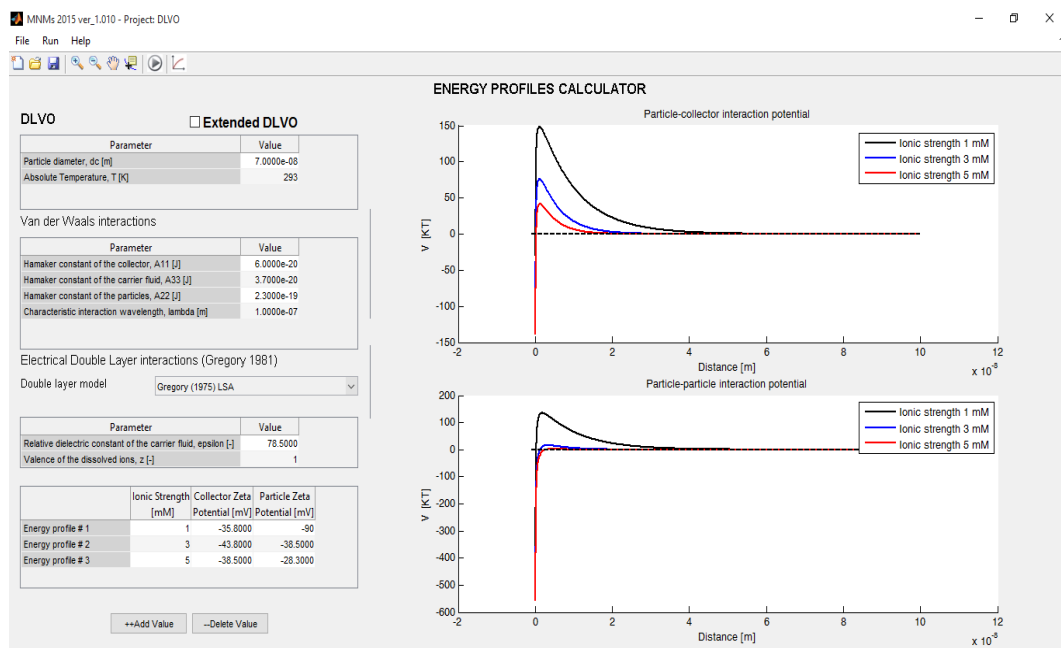 MNMs 2015 ver_1.010 - Project: DLVO
File Run Help
ENERGY PROFILES CALCULATOR
DLVO
Extended DLVO
Parameter Value
Particle diameter, dc [m] 7.0000e-08
Absolute Temperature, T [K] 293
Van der Waals interactions
Parameter Value
Hamaker constant of the collector, A11 [J] 6.0000e-20
Hamaker constant of the carrier fluid, A33 [J] 3.7000e-20
Hamaker constant of the particles, A22 [J] 2.3000e-19
Characteristic interaction wavelength, lambda [m] 1.0000e-07
Electrical Double Layer interactions (Gregory 1981)
Double layer model Gregory (1975) LSA
Parameter Value
Relative dielectric constant of the carrier fluid, epsilon [-] 78.5000
Valence of the dissolved ions, z [-] 1
Ionic Strength Collector Zeta Particle Zeta
[mM] Potential [mV] Potential [mV]
Energy profile # 1 1 -35.8000 -90
Energy profile # 2 3 -43.8000 -38.5000
Energy profile # 3 5 -38.5000 -28.3000
++Add Value --Delete Value
Particle-collector interaction potential
150
100
50
0
-50
-100
-150
V [KT]
Ionic strength 1 mM
Ionic strength 3 mM
Ionic strength 5 mM
-2 0 2 4 6 8 10 12
Distance [m]
x 10⁻⁸
Particle-particle interaction potential
200
100
0
-100
-200
-300
-400
-500
-600
V [KT]
Ionic strength 1 mM
Ionic strength 3 mM
Ionic strength 5 mM
-2 0 2 4 6 8 10 12
Distance [m]
x 10⁻⁸